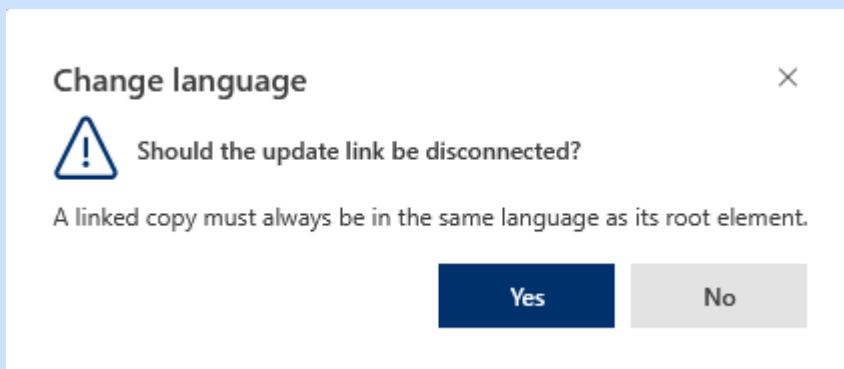 Change language
Should the update link be disconnected?
A linked copy must always be in the same language as its root element.
Yes
No